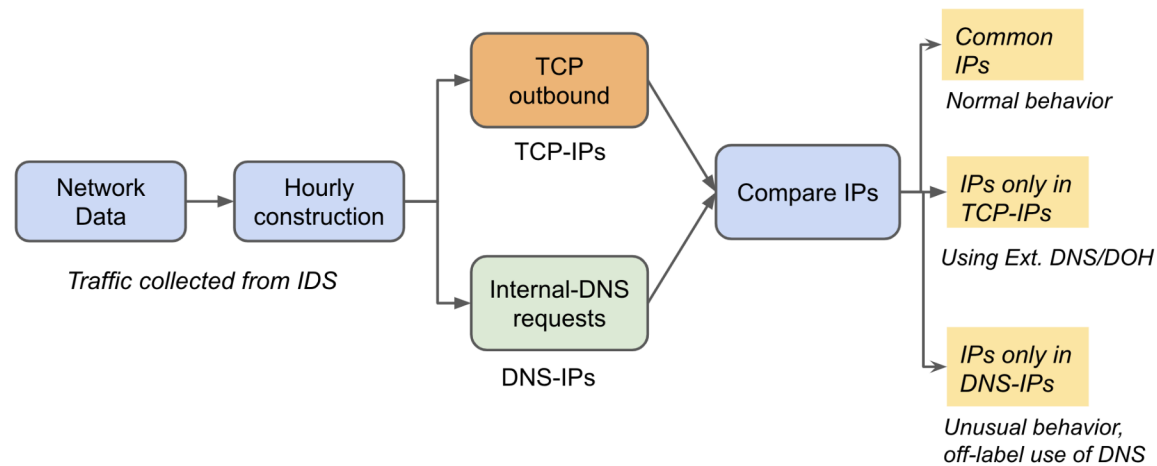 Network
Data
Hourly
construction
Traffic collected from IDS
TCP
outbound
TCP-IPs
Internal-DNS
requests
DNS-IPs
Compare IPs
Common
IPs
Normal behavior
IPs only in
TCP-IPs
Using Ext. DNS/DOH
IPs only in
DNS-IPs
Unusual behavior,
off-label use of DNS